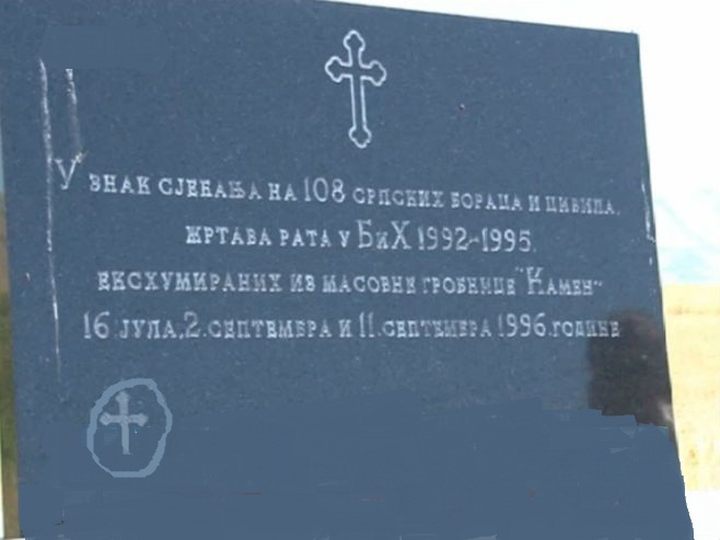 У ЗНАК СЈЕЋАЊА НА 108 СРПСКИХ БОРАЦА И ЦИВИЛА,
ЖРТАВА РАТА У БиХ 1992-1995.
ЕКСХУМИРАНИХ ИЗ МАСОВНЕ ГРОБНИЦЕ "КАМЕН"
16 ЈУЛА, 2. СЕПТЕМБРА И 11. СЕПТЕМБРА 1996. ГОДИНЕ